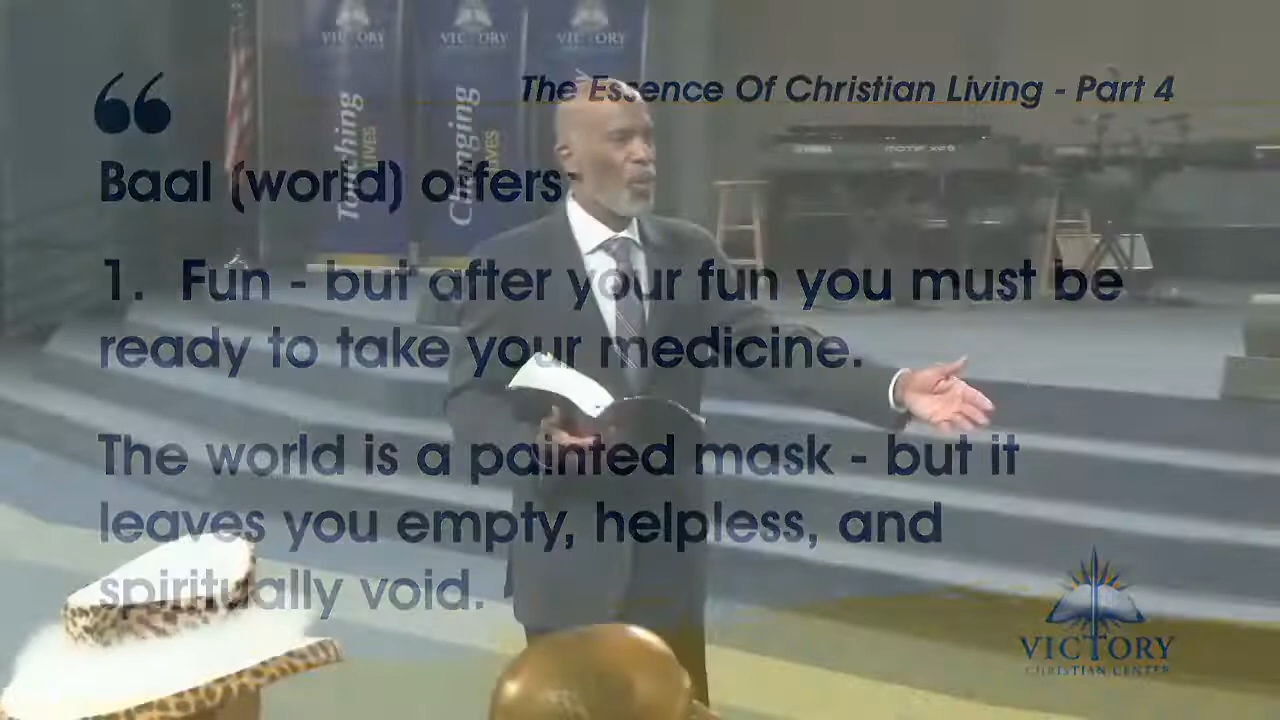 VICTORY
VICTORY
VICTORY
Touching
LIVES
Changing
LIVES
The Essence Of Christian Living - Part 4
Baal (world) offers:
1. Fun - but after your fun you must be
ready to take your medicine.
The world is a painted mask - but it
leaves you empty, helpless, and
spiritually void.
VICTORY
CHRISTIAN CENTER